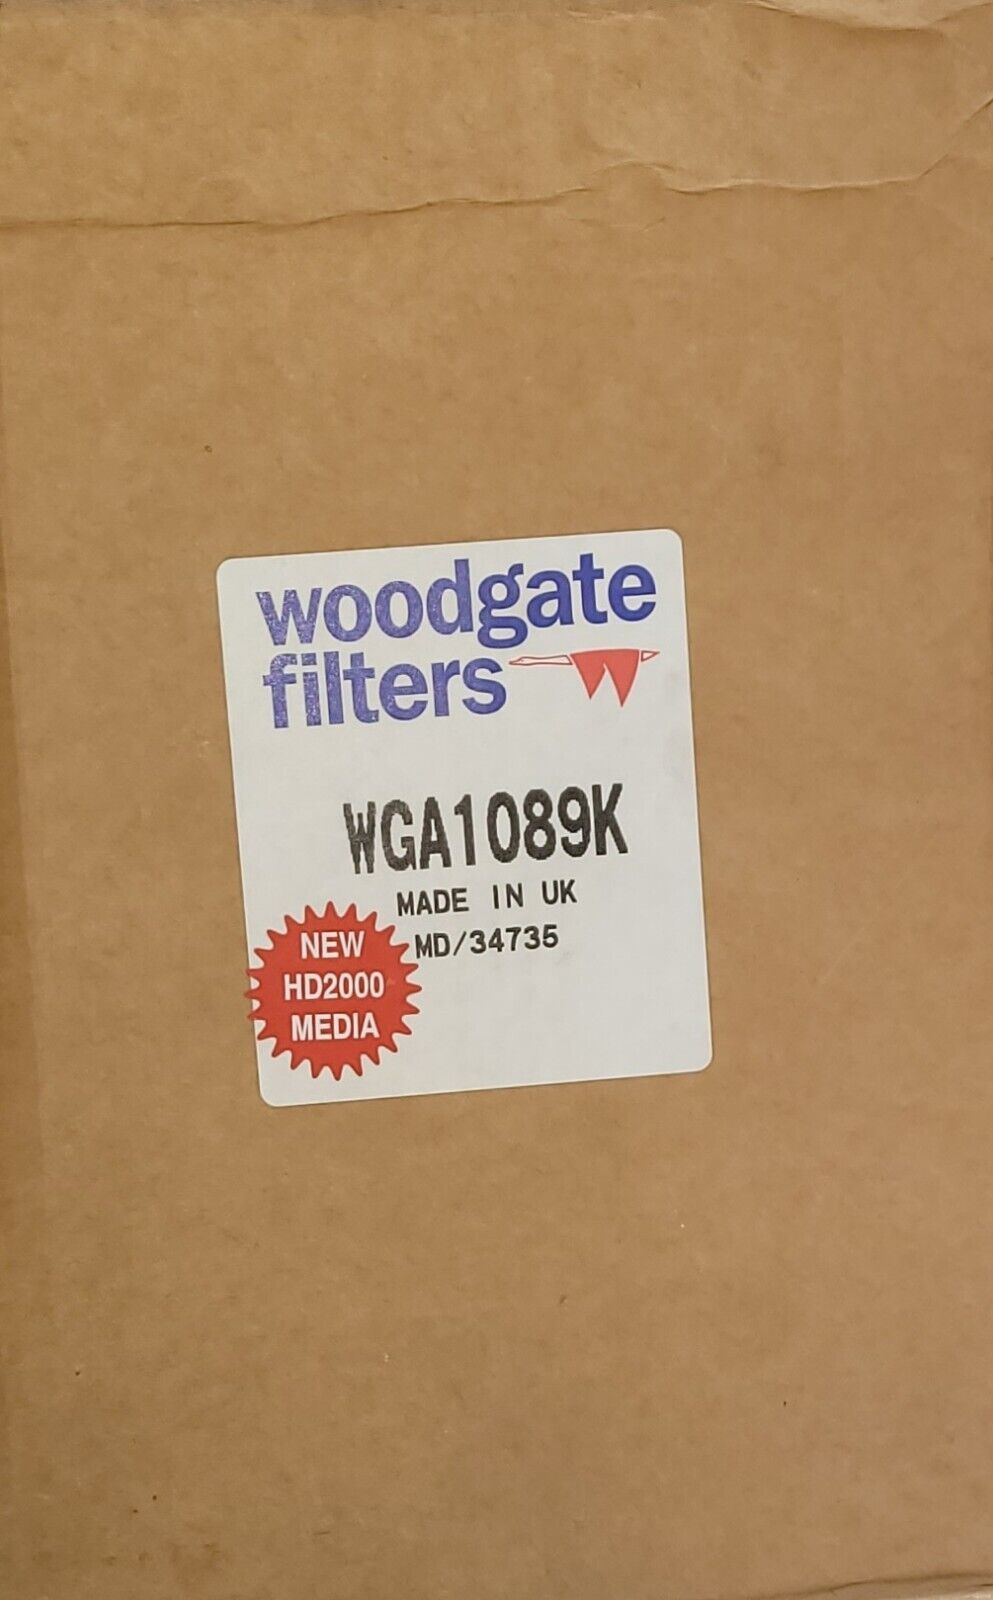 woodgate
filters
WGA1089K
MADE IN UK
MD/34735
NEW
HD2000
MEDIA